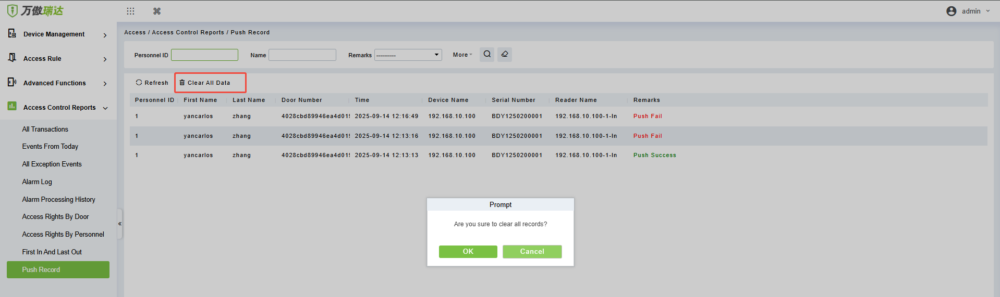 万傲瑞达
admin
Device Management
Access Rule
Advanced Functions
Access Control Reports
All Transactions
Events From Today
All Exception Events
Alarm Log
Alarm Processing History
Access Rights By Door
Access Rights By Personnel
First In And Last Out
Push Record
Access / Access Control Reports / Push Record
Personnel ID Name Remarks ---------- More
Refresh Clear All Data
Personnel ID First Name Last Name Door Number Time Device Name Serial Number Reader Name Remarks
1 yancarlos zhang 4028cbd89946ea4d019 2025-09-14 12:16:49 192.168.10.100 BDY1250200001 192.168.10.100-1-In Push Fail
1 yancarlos zhang 4028cbd89946ea4d019 2025-09-14 12:13:16 192.168.10.100 BDY1250200001 192.168.10.100-1-In Push Fail
1 yancarlos zhang 4028cbd89946ea4d019 2025-09-14 12:13:13 192.168.10.100 BDY1250200001 192.168.10.100-1-In Push Success
Prompt
Are you sure to clear all records?
OK Cancel